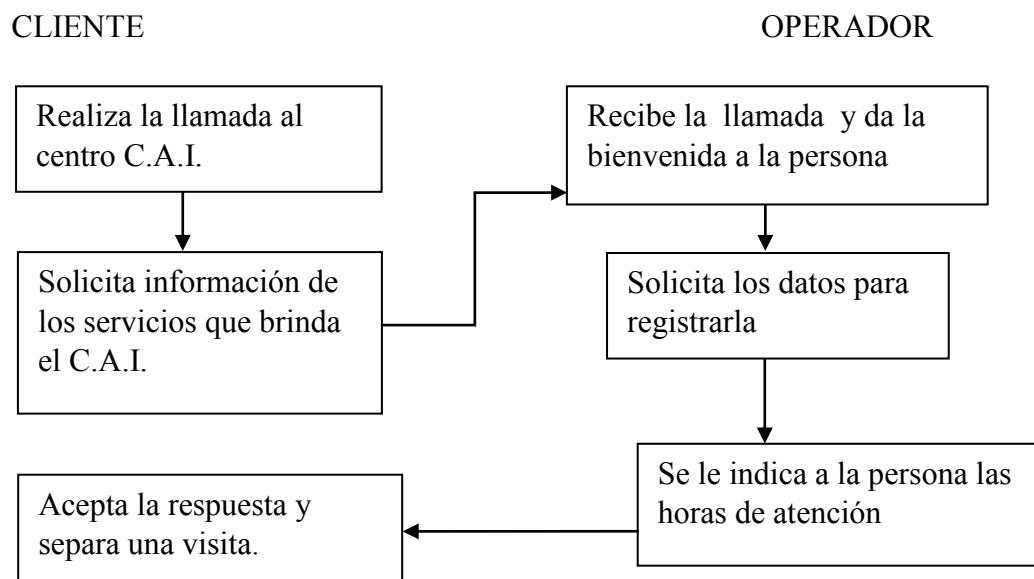 CLIENTE
OPERADOR
Realiza la llamada al
centro C.A.I.
Solicita información de
los servicios que brinda
el C.A.I.
Recibe la llamada y da la
bienvenida a la persona
Solicita los datos para
registrarla
Se le indica a la persona las
horas de atención
Acepta la respuesta y
separa una visita.